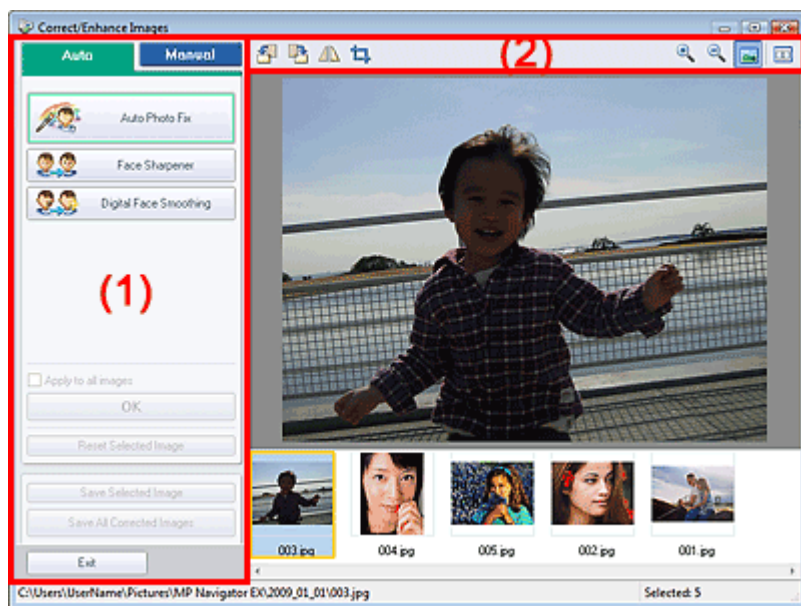 Correct/Enhance Images
Auto Manual
(2)
Auto Photo Fix
Face Sharpener
Digital Face Smoothing
(1)
Apply to all images
OK
Reset Selected Image
Save Selected Image
Save All Corrected Images
Exit
003.jpg 004.jpg 005.jpg 002.jpg 001.jpg
C:\Users\UserName\Pictures\MP Navigator EX\2009_01_01\003.jpg Selected: 5